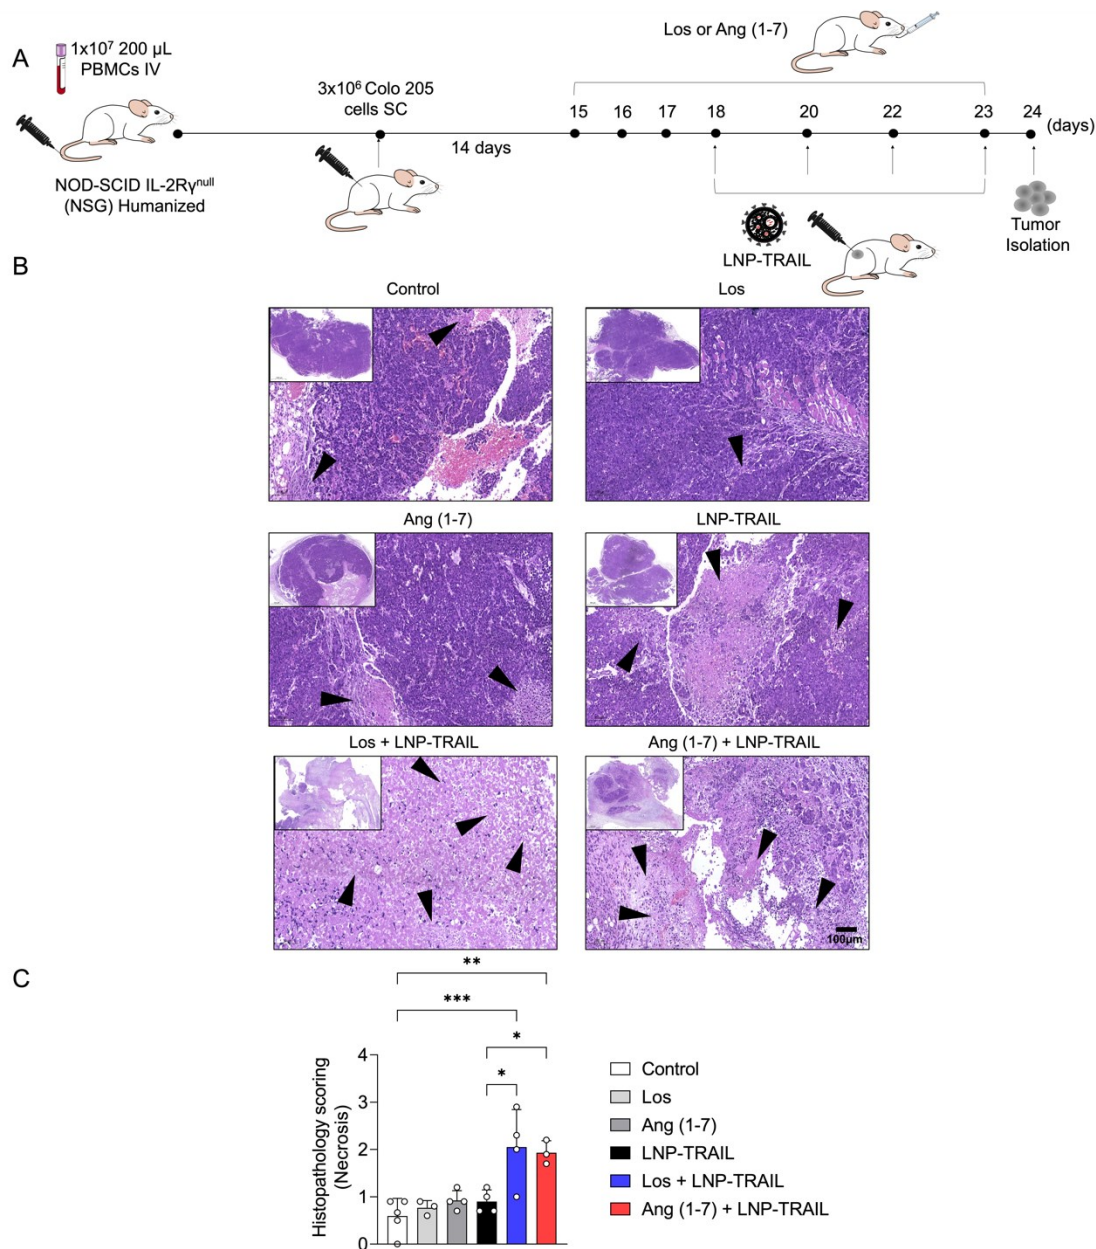 A
1x10⁷ 200 µL
PBMCs IV
NOD-SCID IL-2Rγⁿᵘˡˡ
(NSG) Humanized
3x10⁶ Colo 205
cells SC
14 days
Los or Ang (1-7)
15 16 17 18 20 22 23 24 (days)
LNP-TRAIL
Tumor
Isolation
B
Control
Los
Ang (1-7)
LNP-TRAIL
Los + LNP-TRAIL
Ang (1-7) + LNP-TRAIL
100µm
C
**
***
*
*
Histopathology scoring
(Necrosis)
4
3
2
1
0
Control
Los
Ang (1-7)
LNP-TRAIL
Los + LNP-TRAIL
Ang (1-7) + LNP-TRAIL